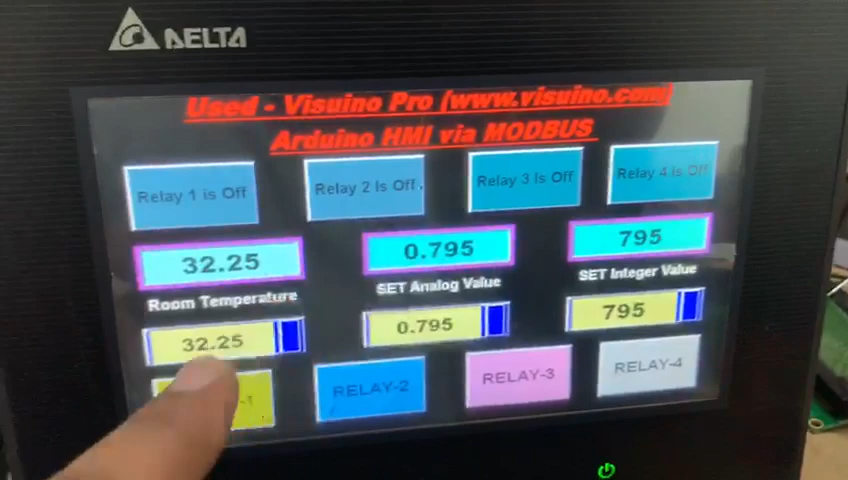 DELTA
Used - Visuino Pro (www.visuino.com)
Arduino HMI via MODBUS
Relay 1 is Off
Relay 2 Is Off.
Relay 3 Is Off
Relay 4 Is Off
32.25
0.795
795
Room Temperature
SET Analog Value
SET Integer Value
32.25
0.795
795
-1
RELAY-2
RELAY-3
RELAY-4